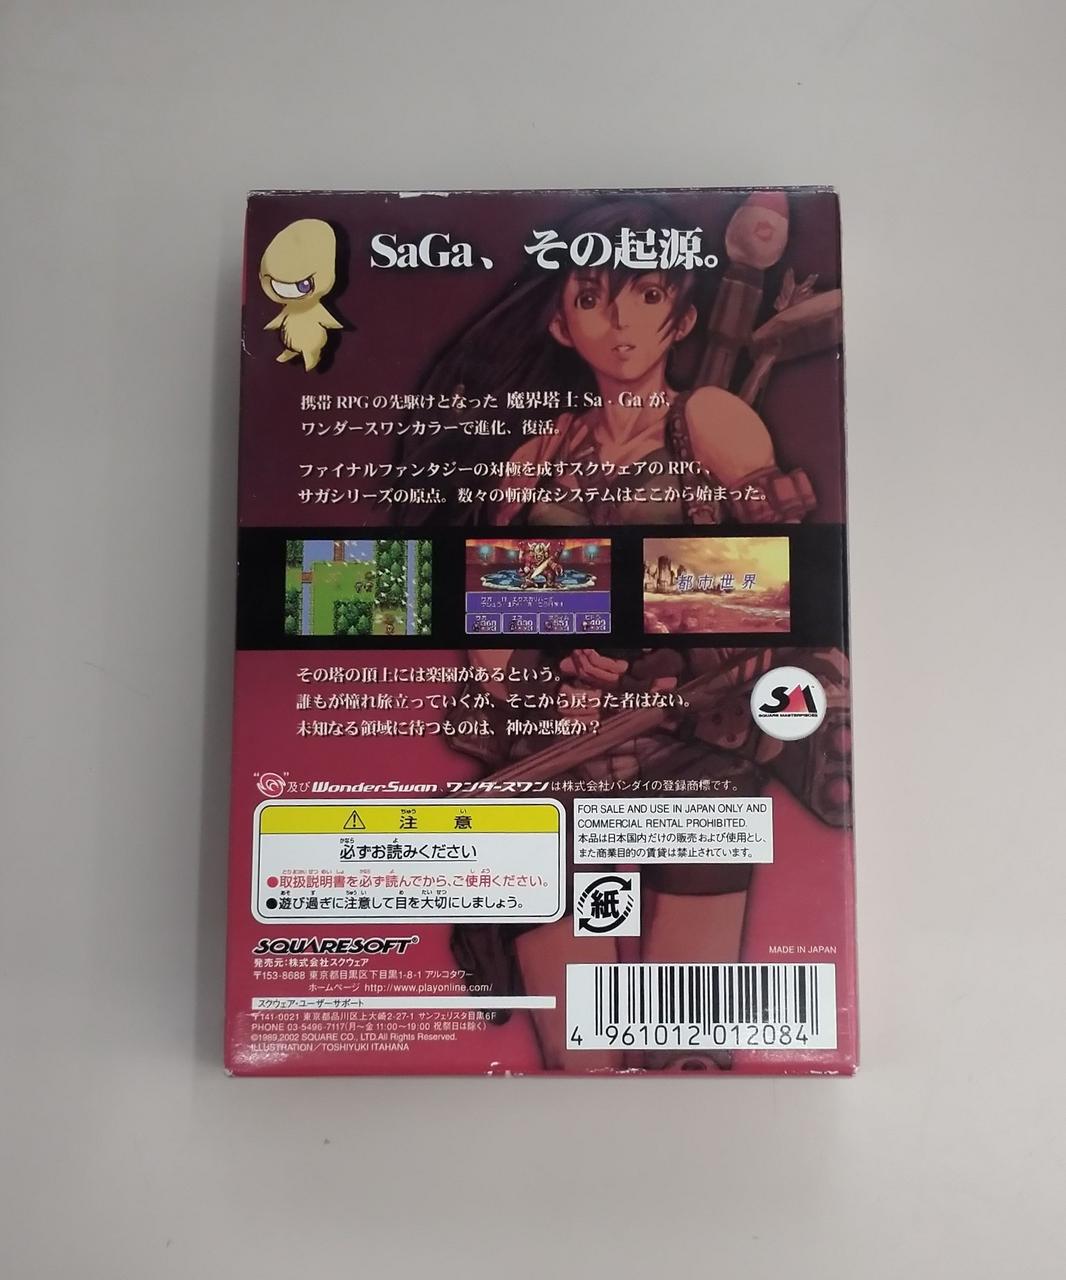 SaGa、その起源。
携帯 RPG の先駆けとなった 魔界塔士 Sa・Ga が、
ワンダースワンカラーで進化、復活。
ファイナルファンタジーの対極を成すスクウェアの RPG、
サガシリーズの原点。数々の斬新なシステムはここから始まった。
都市世界
その塔の頂上には楽園があるという。
誰もが憧れ旅立っていくが、そこから戻った者はない。
未知なる領域に待つものは、神か悪魔か？
SM
SQUARE MASTERPIECES
“ ”及びWonderSwan、ワンダースワンは株式会社バンダイの登録商標です。
注意
必ずお読みください
●取扱説明書を必ず読んでから、ご使用ください。
●遊び過ぎに注意して目を大切にしましょう。
FOR SALE AND USE IN JAPAN ONLY AND
COMMERCIAL RENTAL PROHIBITED.
本品は日本国内だけの販売および使用とし、
また商業目的の賃貸は禁止されています。
紙
SQUARESOFT®
発売元：株式会社スクウェア
〒153-8688 東京都目黒区下目黒1-8-1 アルコタワー
ホームページ http://www.playonline.com/
スクウェア・ユーザーサポート
〒141-0021 東京都品川区上大崎2-27-1 サンフェリスタ目黒6F
PHONE 03-5496-7117(月〜金 11:00〜19:00 祝祭日は除く)
©1989,2002 SQUARE CO., LTD.All Rights Reserved.
ILLUSTRATION／TOSHIYUKI ITAHANA
MADE IN JAPAN
4 961012 012084